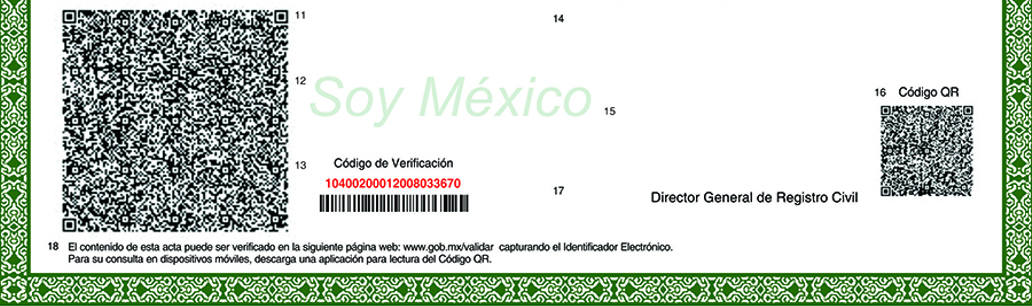 11
14
12
Soy México
15
16 Código QR
13
Código de Verificación
10400200012008033670
17
Director General de Registro Civil
18 El contenido de esta acta puede ser verificado en la siguiente página web: www.gob.mx/validar capturando el Identificador Electrónico.
Para su consulta en dispositivos móviles, descarga una aplicación para lectura del Código QR.